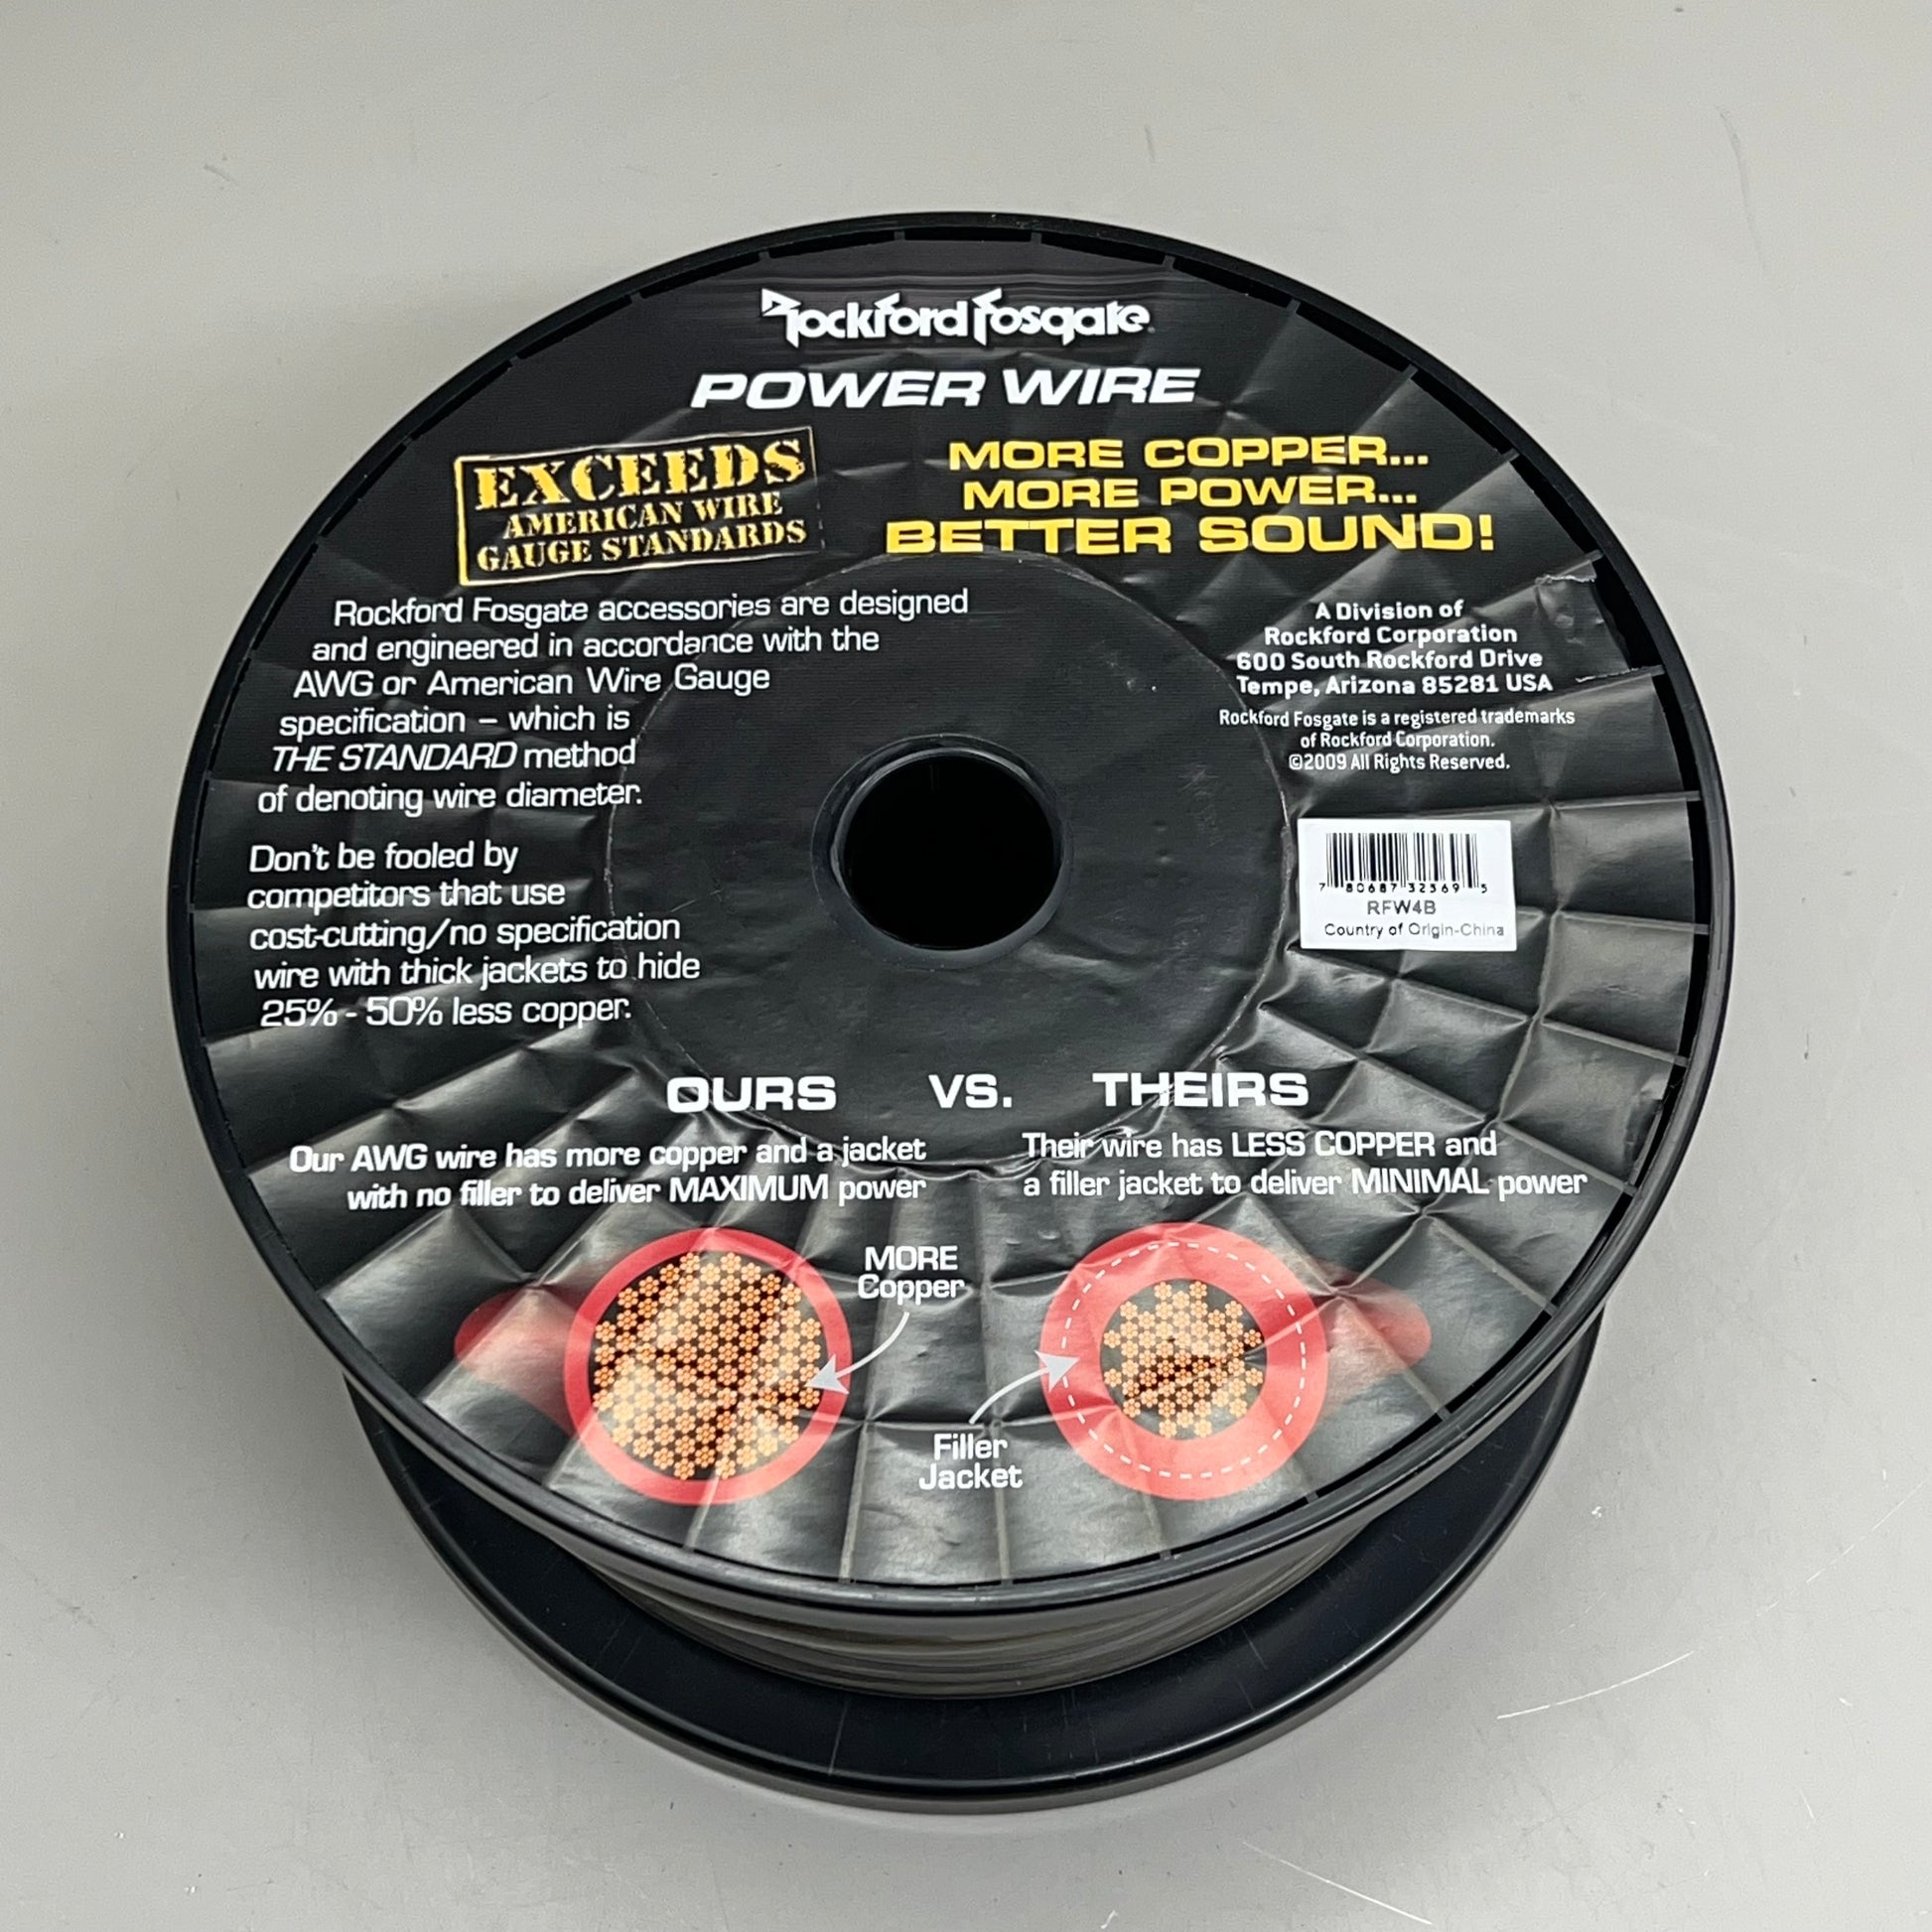 Rockford Fosgate
POWER WIRE
EXCEEDS
AMERICAN WIRE
GAUGE STANDARDS
MORE COPPER...
MORE POWER...
BETTER SOUND!
Rockford Fosgate accessories are designed
and engineered in accordance with the
AWG or American Wire Gauge
specification – which is
THE STANDARD method
of denoting wire diameter.
Don't be fooled by
competitors that use
cost-cutting/no specification
wire with thick jackets to hide
25% - 50% less copper.
A Division of
Rockford Corporation
600 South Rockford Drive
Tempe, Arizona 85281 USA
Rockford Fosgate is a registered trademarks
of Rockford Corporation.
©2009 All Rights Reserved.
7 80687 32369 5
RFW4B
Country of Origin-China
OURS VS. THEIRS
Our AWG wire has more copper and a jacket
with no filler to deliver MAXIMUM power
Their wire has LESS COPPER and
a filler jacket to deliver MINIMAL power
MORE
Copper
Filler
Jacket